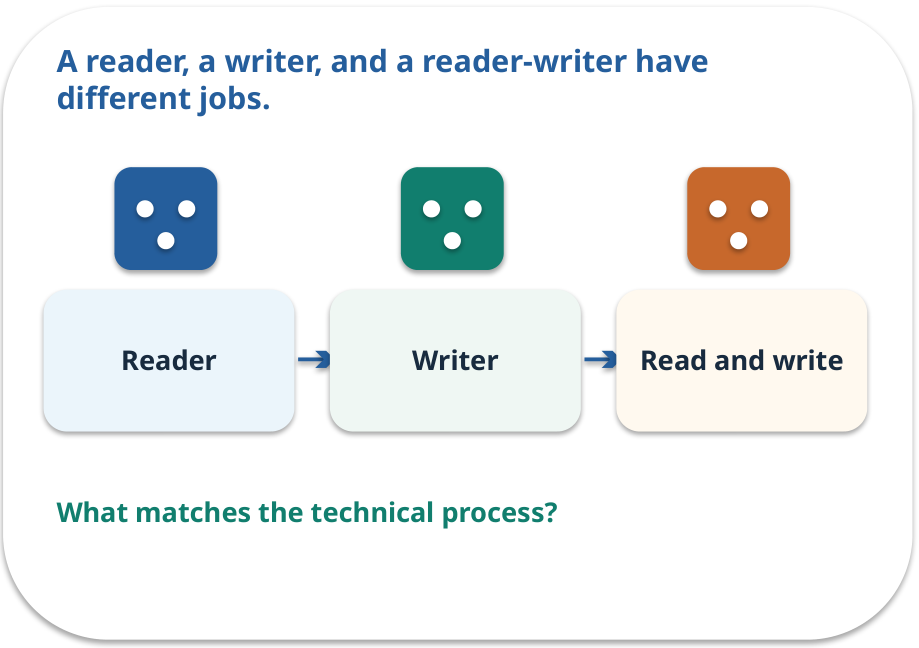 A reader, a writer, and a reader-writer have
different jobs.
Reader
Writer
Read and write
What matches the technical process?